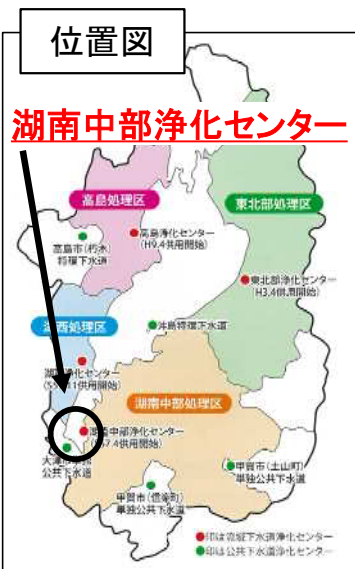 位置図
湖南中部浄化センター
高島処理区
東北部処理区
高島市(朽木)
特環下水道
高島浄化センター
(H9.4供用開始)
東北部浄化センター
(H3.4供用開始)
沖島特環下水道
湖西処理区
浄化センター
湖南中部処理区
湖南中部浄化センター
7.4供用開始)
大津市
公共下水道
甲賀市(信楽町)
単独公共下水道
甲賀市(土山町)
単独公共下水道
●印は流域下水道浄化センター
●印は公共下水道浄化センター